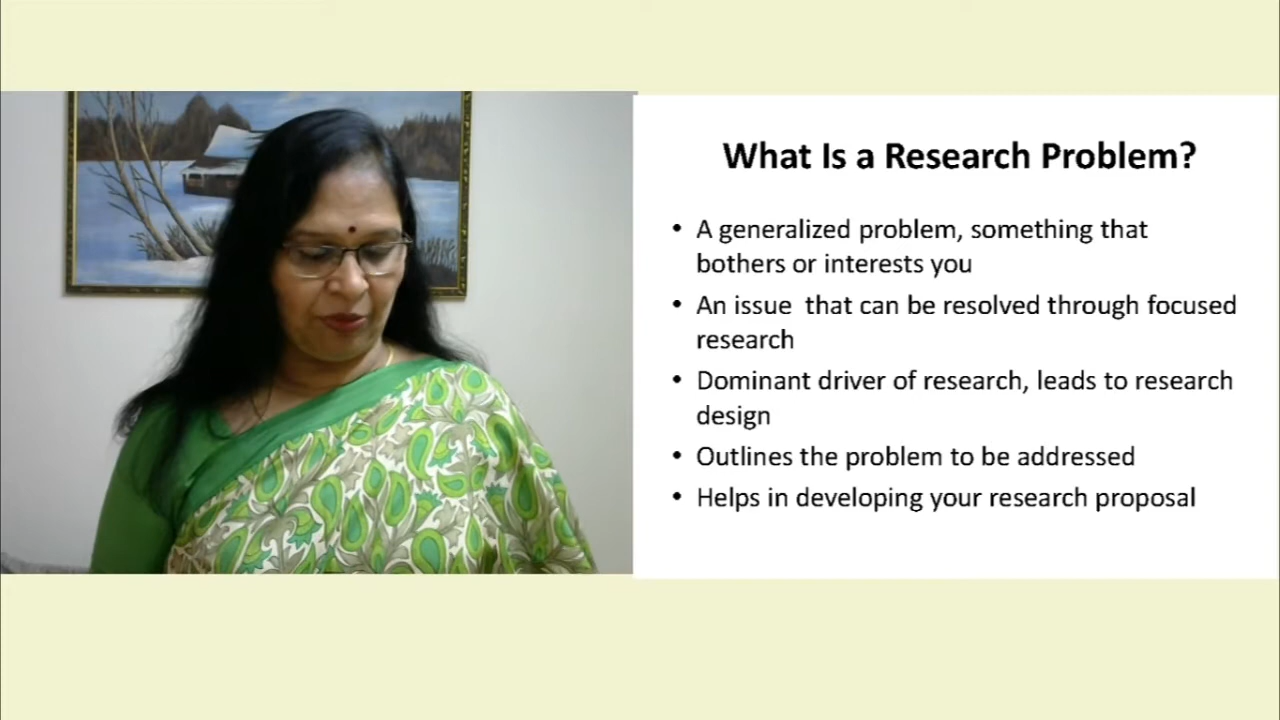 What Is a Research Problem?
• A generalized problem, something that
bothers or interests you
• An issue  that can be resolved through focused
research
• Dominant driver of research, leads to research
design
• Outlines the problem to be addressed
• Helps in developing your research proposal